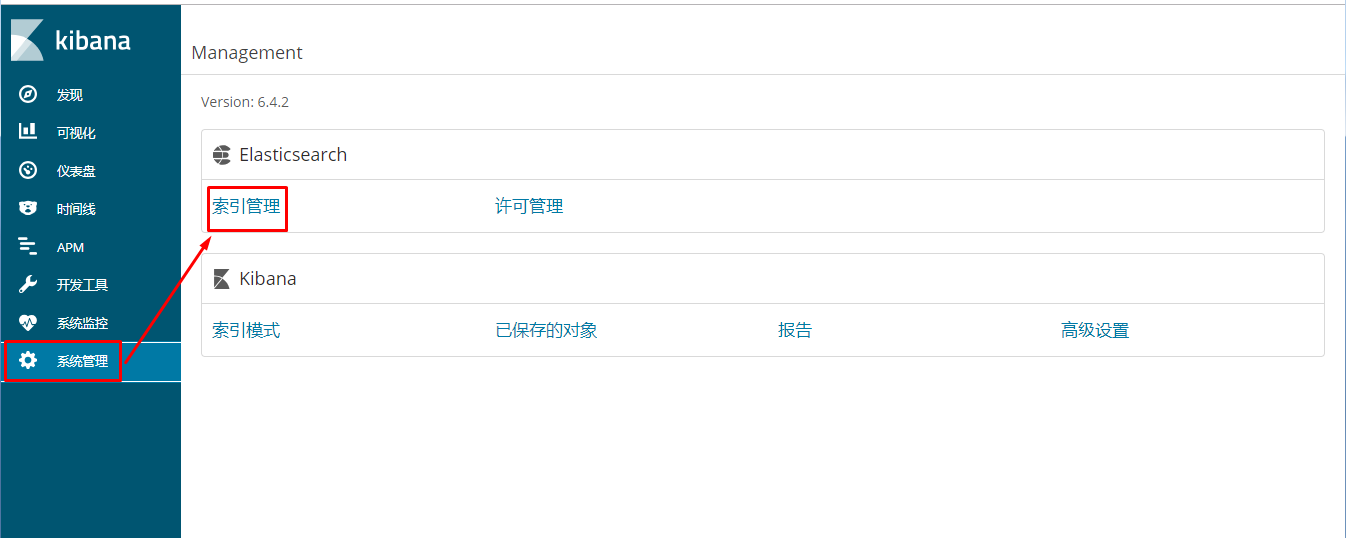 kibana
发现
可视化
仪表盘
时间线
APM
开发工具
系统监控
系统管理
Management
Version: 6.4.2
Elasticsearch
索引管理 许可管理
Kibana
索引模式 已保存的对象 报告 高级设置